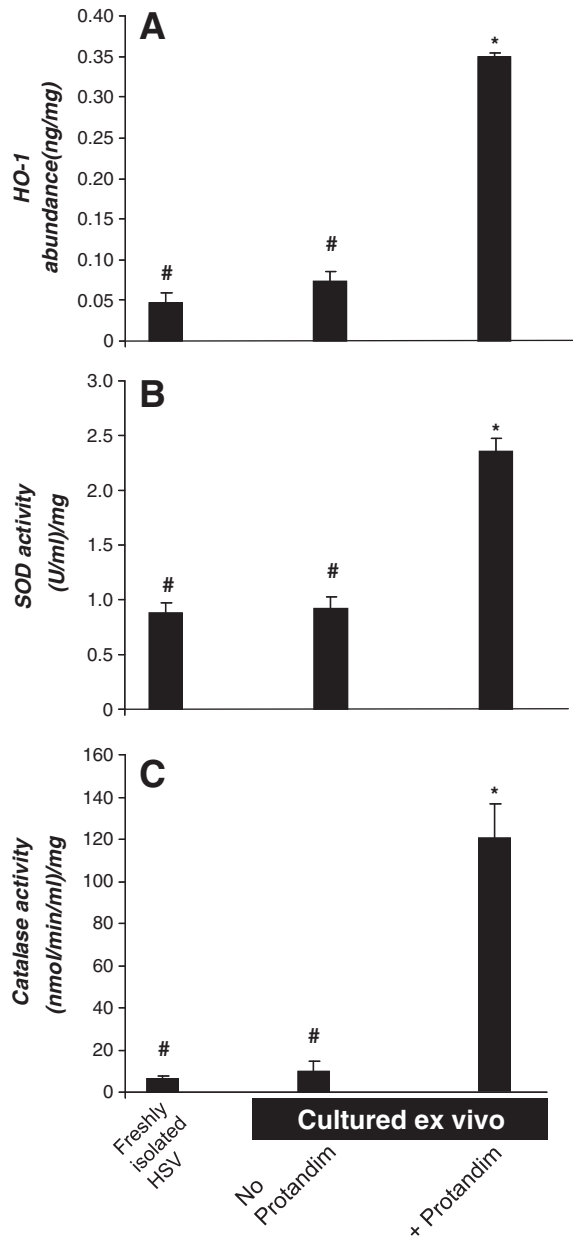 A
HO-1
abundance(ng/mg)
0.40
0.35
0.30
0.25
0.20
0.15
0.10
0.05
0
#
#
*
B
SOD activity
(U/ml)/mg
3.0
2.5
2.0
1.5
1.0
0.5
0
#
#
*
C
Catalase activity
(nmol/min/ml)/mg
160
140
120
100
80
60
40
20
0
#
#
*
Freshly
isolated
HSV
Cultured ex vivo
No
Protandim
+ Protandim